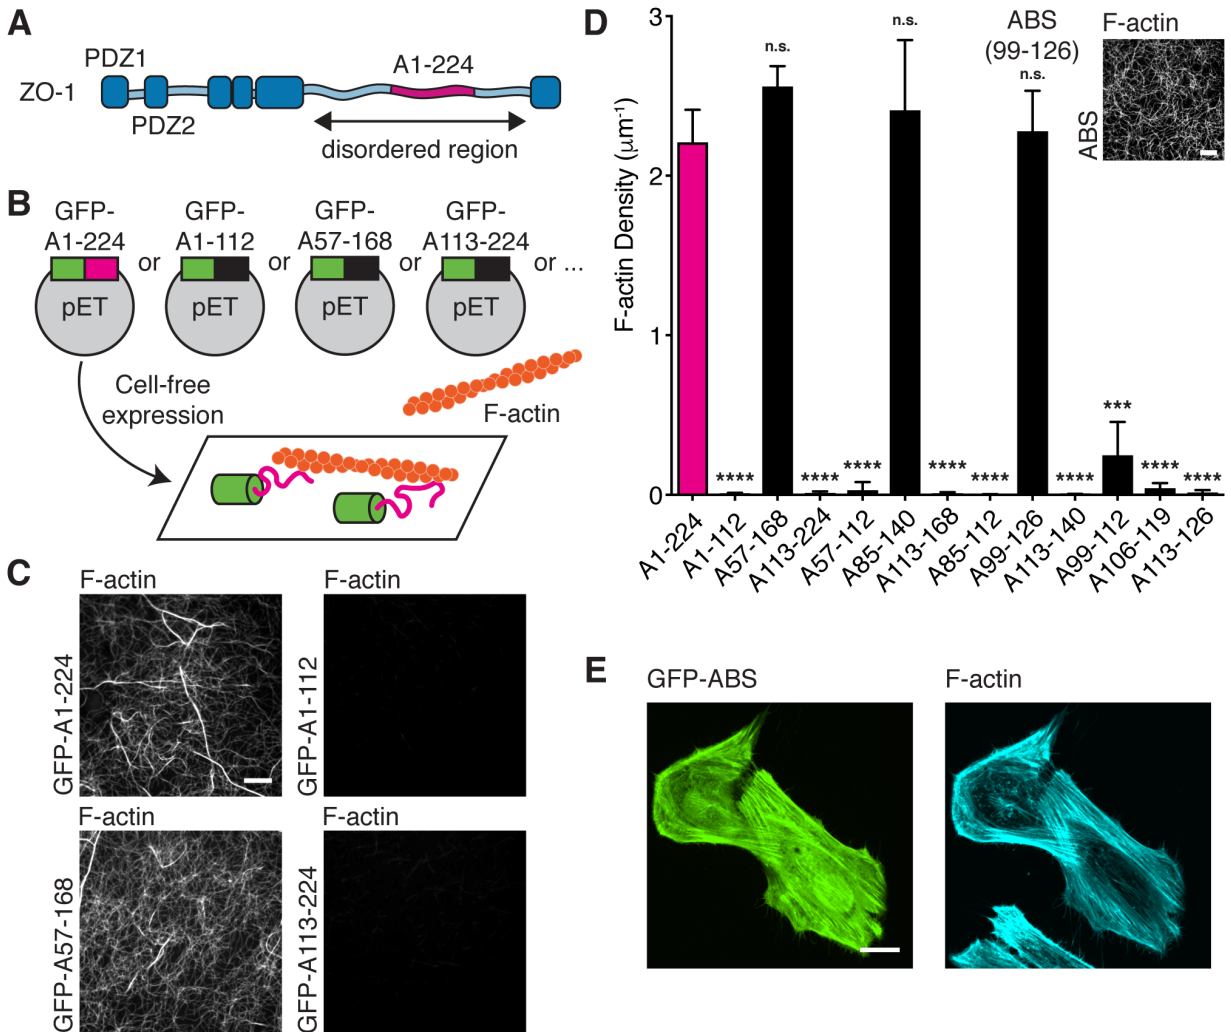 A
PDZ1
A1-224
ZO-1
PDZ2
disordered region
B
GFP-
A1-224
or
GFP-
A1-112
or
GFP-
A57-168
or
GFP-
A113-224
or ...
pET
pET
pET
pET
Cell-free
expression
F-actin
C
F-actin
GFP-A1-224
F-actin
GFP-A1-112
F-actin
GFP-A57-168
F-actin
GFP-A113-224
D
F-actin Density (μm⁻¹)
3
2
1
0
n.s.
n.s.
ABS
(99-126)
n.s.
F-actin
ABS
****
****
****
****
****
****
***
****
****
A1-224
A1-112
A57-168
A113-224
A57-112
A85-140
A113-168
A85-112
A99-126
A113-140
A99-112
A106-119
A113-126
E
GFP-ABS
F-actin